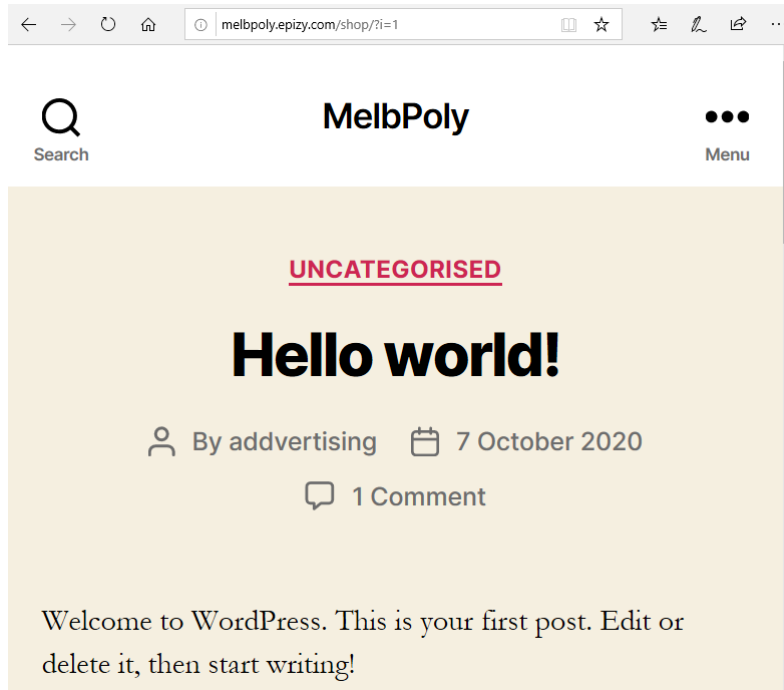 melbpoly.epizy.com/shop/?i=1
MelbPoly
Search
Menu
UNCATEGORISED
Hello world!
By addvertising 7 October 2020
1 Comment
Welcome to WordPress. This is your first post. Edit or
delete it, then start writing!